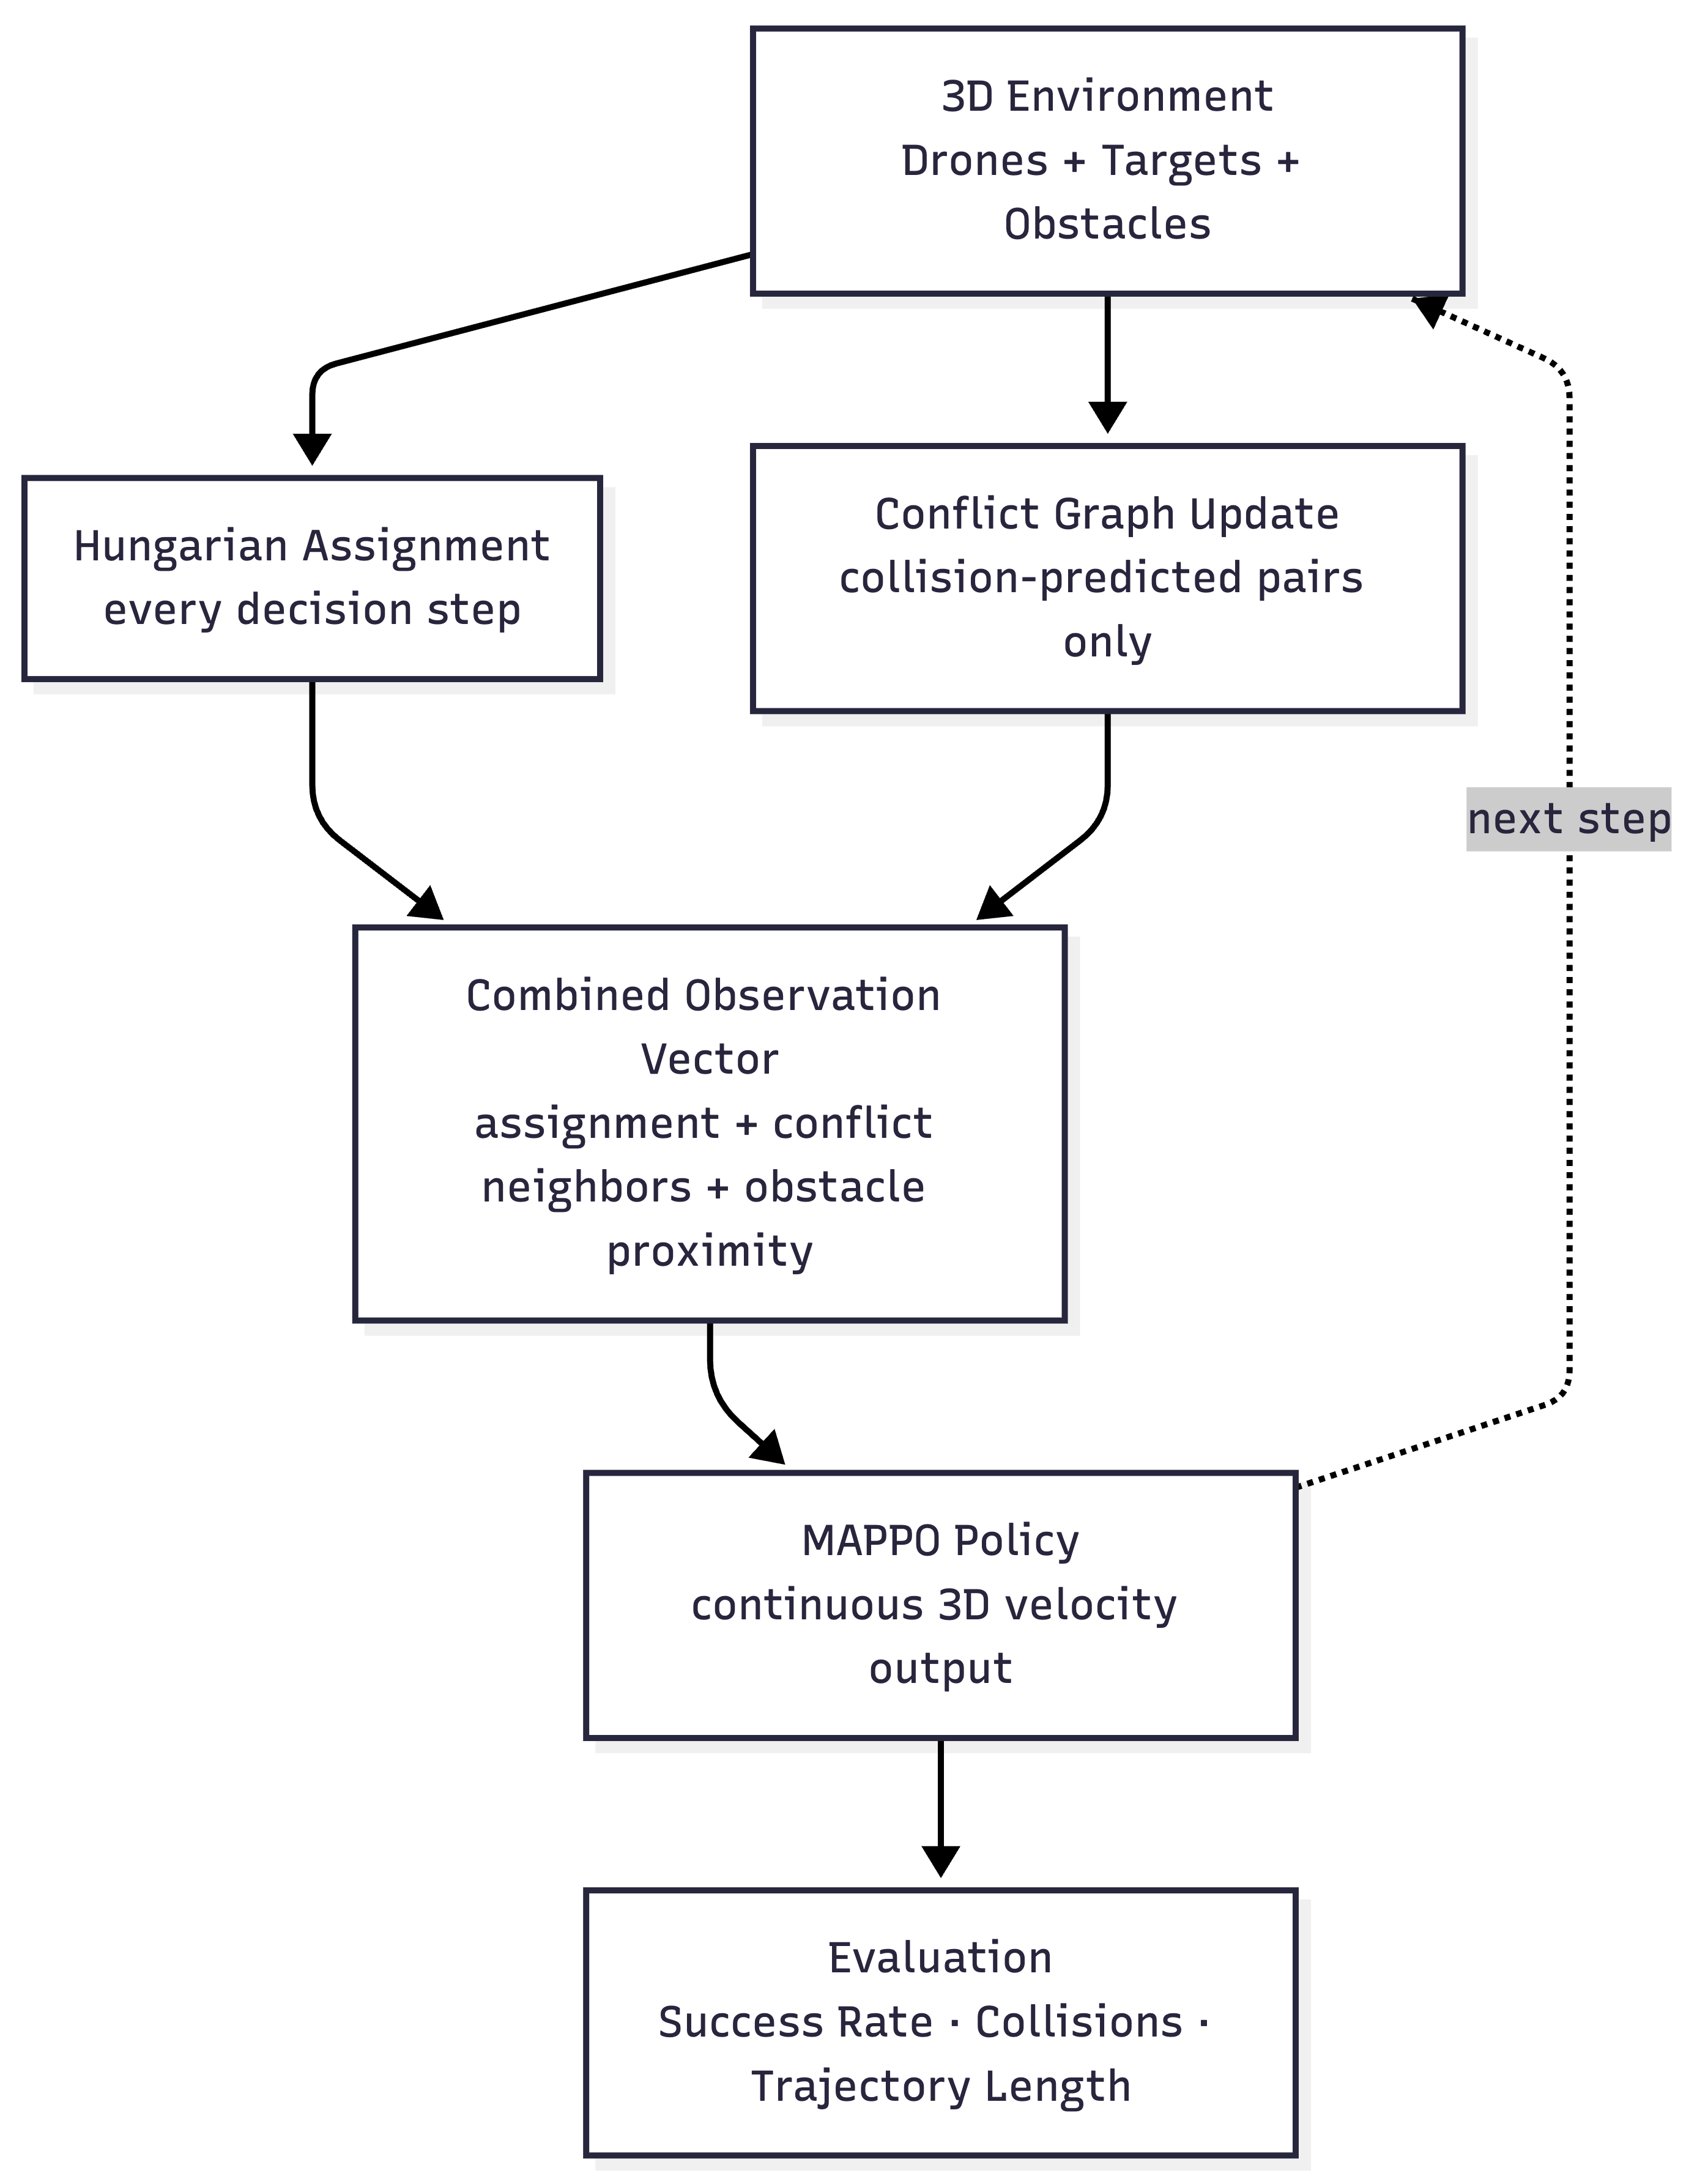 3D Environment
Drones + Targets +
Obstacles
Hungarian Assignment
every decision step
Conflict Graph Update
collision-predicted pairs
only
next step
Combined Observation
Vector
assignment + conflict
neighbors + obstacle
proximity
MAPPO Policy
continuous 3D velocity
output
Evaluation
Success Rate · Collisions ·
Trajectory Length